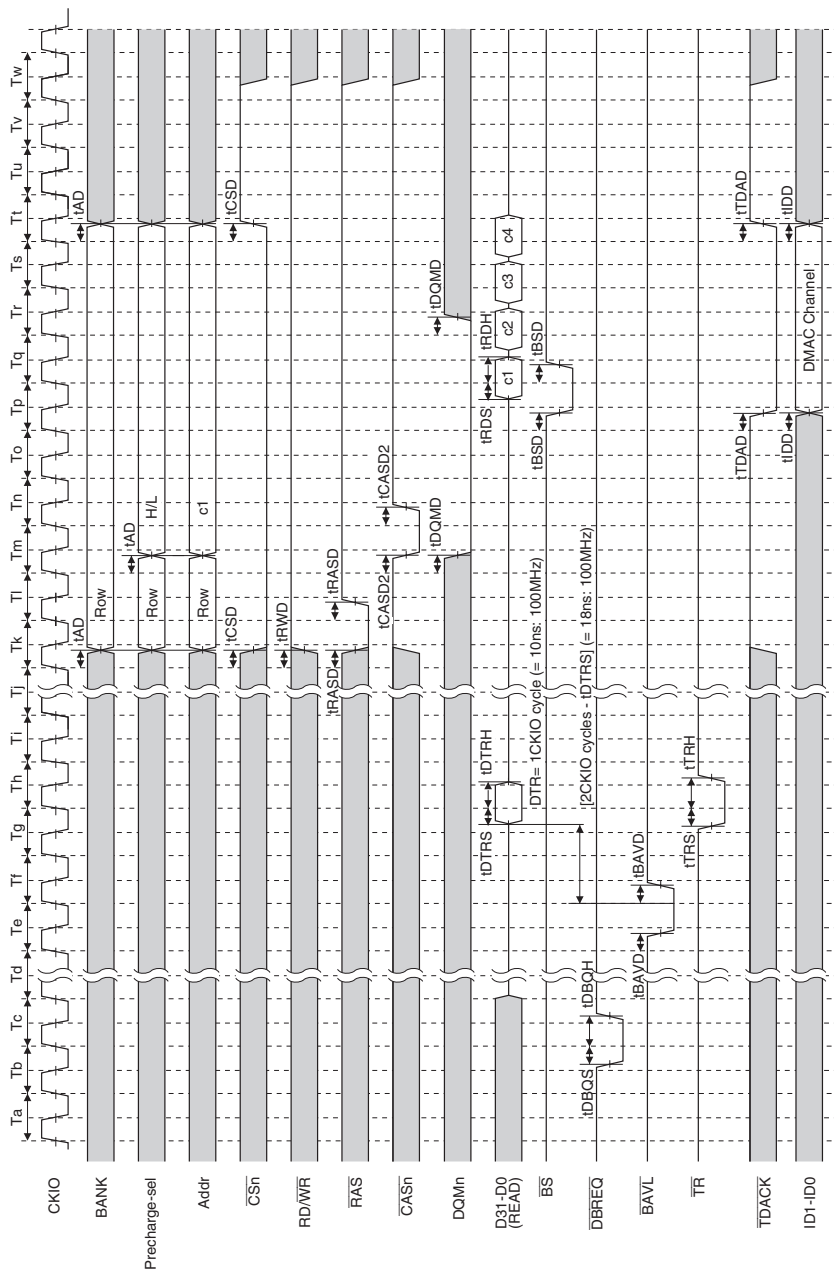 Ta Tb Tc Td Te Tf Tg Th Ti Tj Tk Tl Tm Tn To Tp Tq Tr Ts Tt Tu Tv Tw
CKIO
tAD tAD
BANK Row
tAD
Precharge-sel Row H/L
Addr Row c1
tCSD tCSD
CSn
tRWD
RD/WR
tRASD tRASD
RAS
tCASD2 tCASD2
CASn
tDQMD tDQMD
DQMn
tDTRS tDTRH tRDS tRDH
D31-D0
(READ)
c1 c2 c3 c4
DTR= 1CKIO cycle (= 10ns: 100MHz)
tBSD tBSD
BS
[2CKIO cycles - tDTRS] (= 18ns: 100MHz)
tDBQS tDBQH
DBREQ
tBAVD tBAVD
BAVL
tTRS tTRH
TR
tTDAD tTDAD
TDACK
tIDD tIDD
ID1-ID0 DMAC Channel